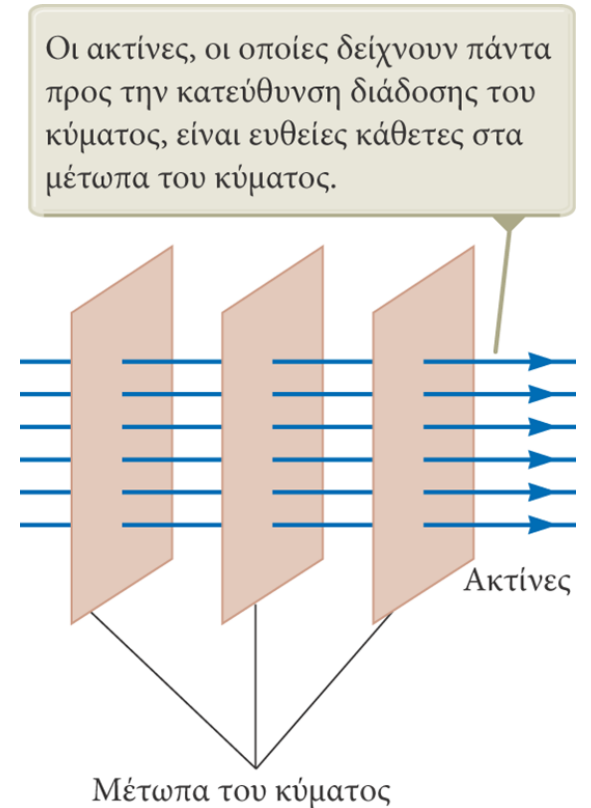 Οι ακτίνες, οι οποίες δείχνουν πάντα
προς την κατεύθυνση διάδοσης του
κύματος, είναι ευθείες κάθετες στα
μέτωπα του κύματος.
Ακτίνες
Μέτωπα του κύματος